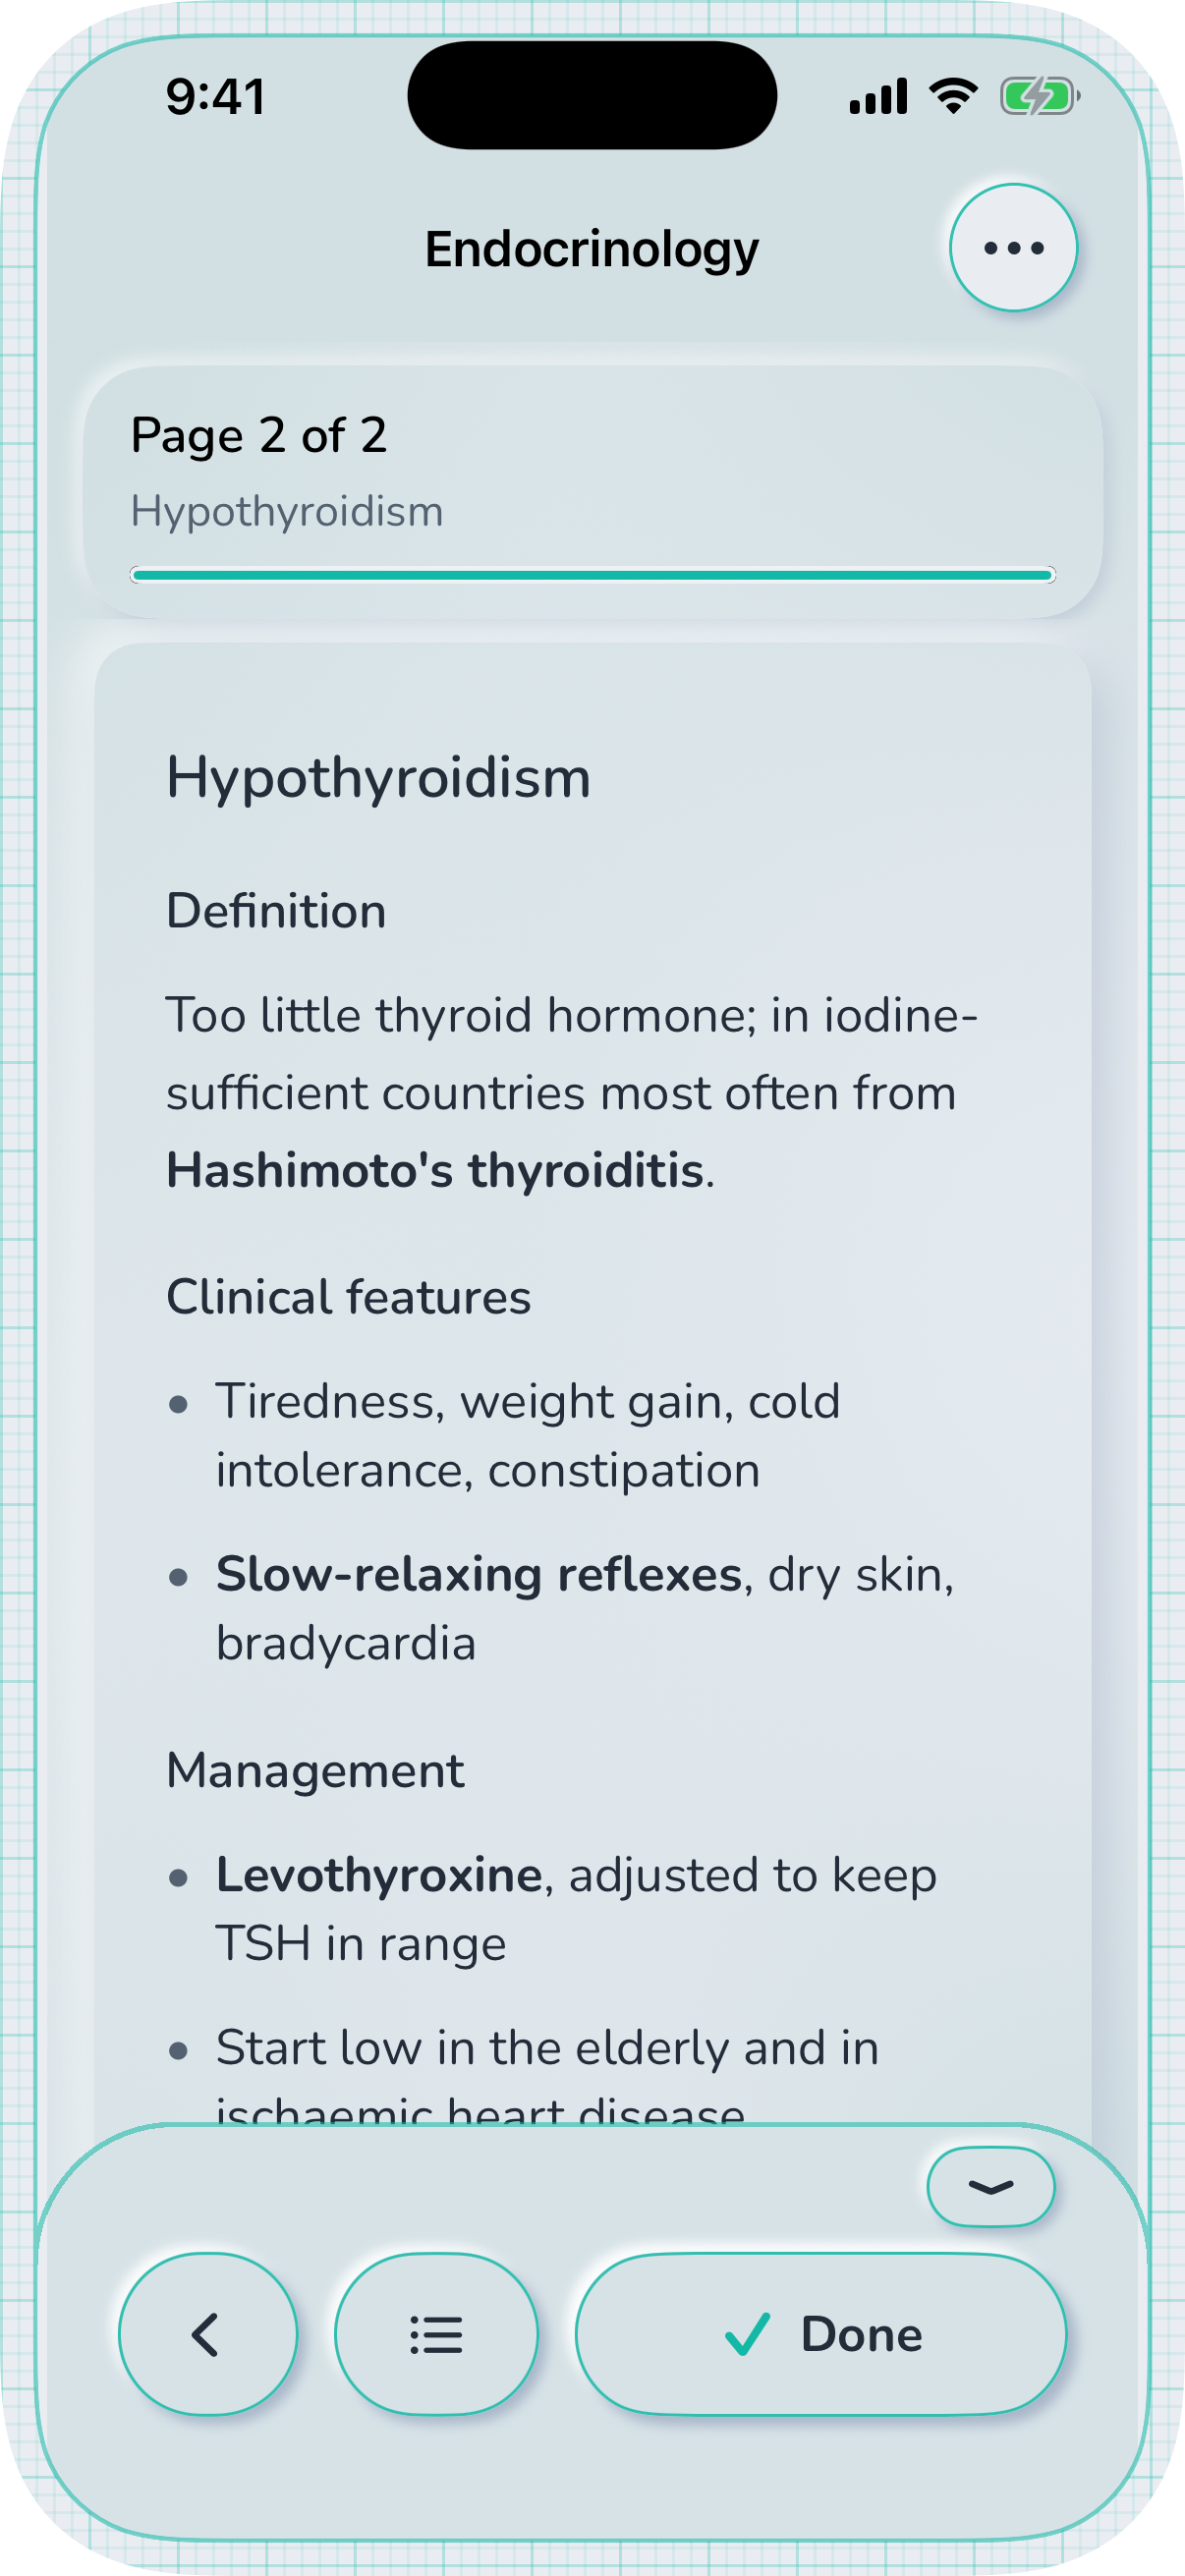 9:41
Endocrinology
Page 2 of 2
Hypothyroidism
Hypothyroidism
Definition
Too little thyroid hormone; in iodine-
sufficient countries most often from
Hashimoto's thyroiditis.
Clinical features
• Tiredness, weight gain, cold
intolerance, constipation
• Slow-relaxing reflexes, dry skin,
bradycardia
Management
• Levothyroxine, adjusted to keep
TSH in range
• Start low in the elderly and in
ischaemic heart disease
Done